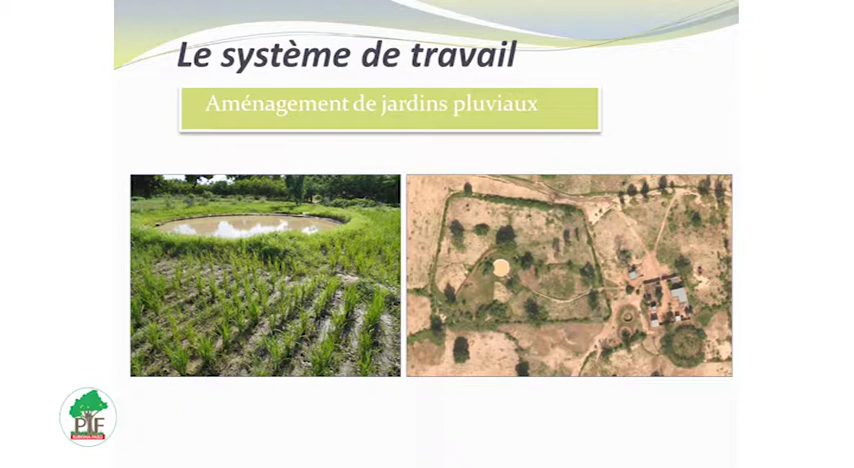 Le système de travail
Aménagement de jardins pluviaux
PIF
BURKINA FASO